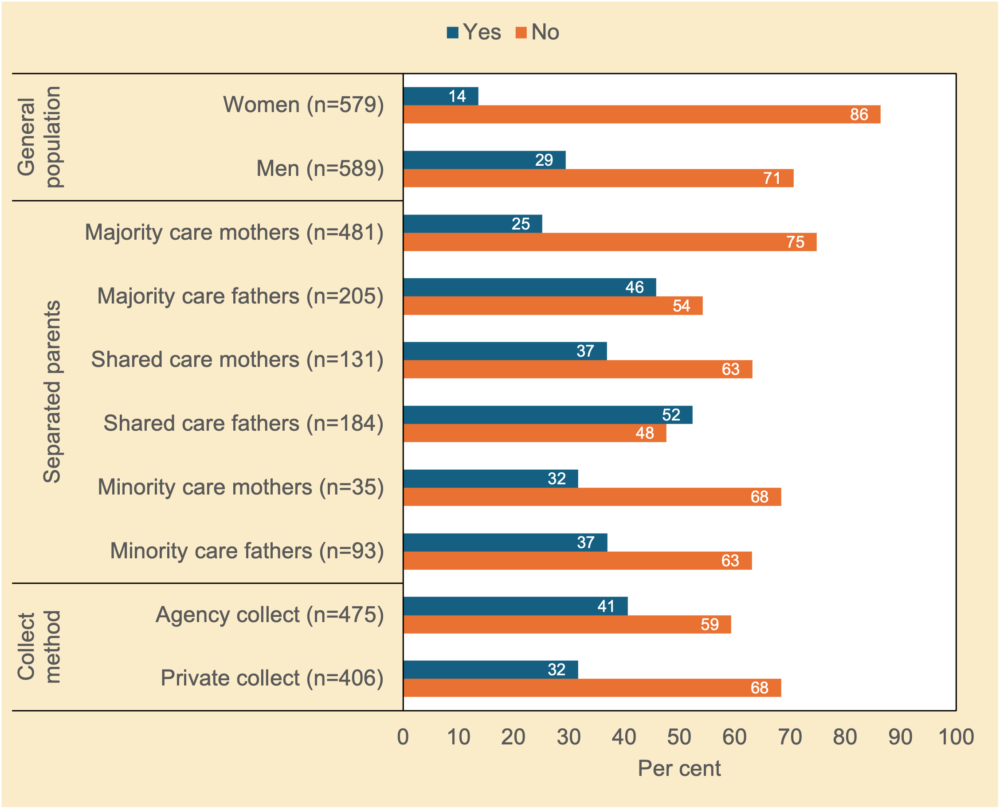 Yes No
General
population
Women (n=579)
14
86
Men (n=589)
29
71
Separated parents
Majority care mothers (n=481)
25
75
Majority care fathers (n=205)
46
54
Shared care mothers (n=131)
37
63
Shared care fathers (n=184)
52
48
Minority care mothers (n=35)
32
68
Minority care fathers (n=93)
37
63
Collect
method
Agency collect (n=475)
41
59
Private collect (n=406)
32
68
0 10 20 30 40 50 60 70 80 90 100
Per cent